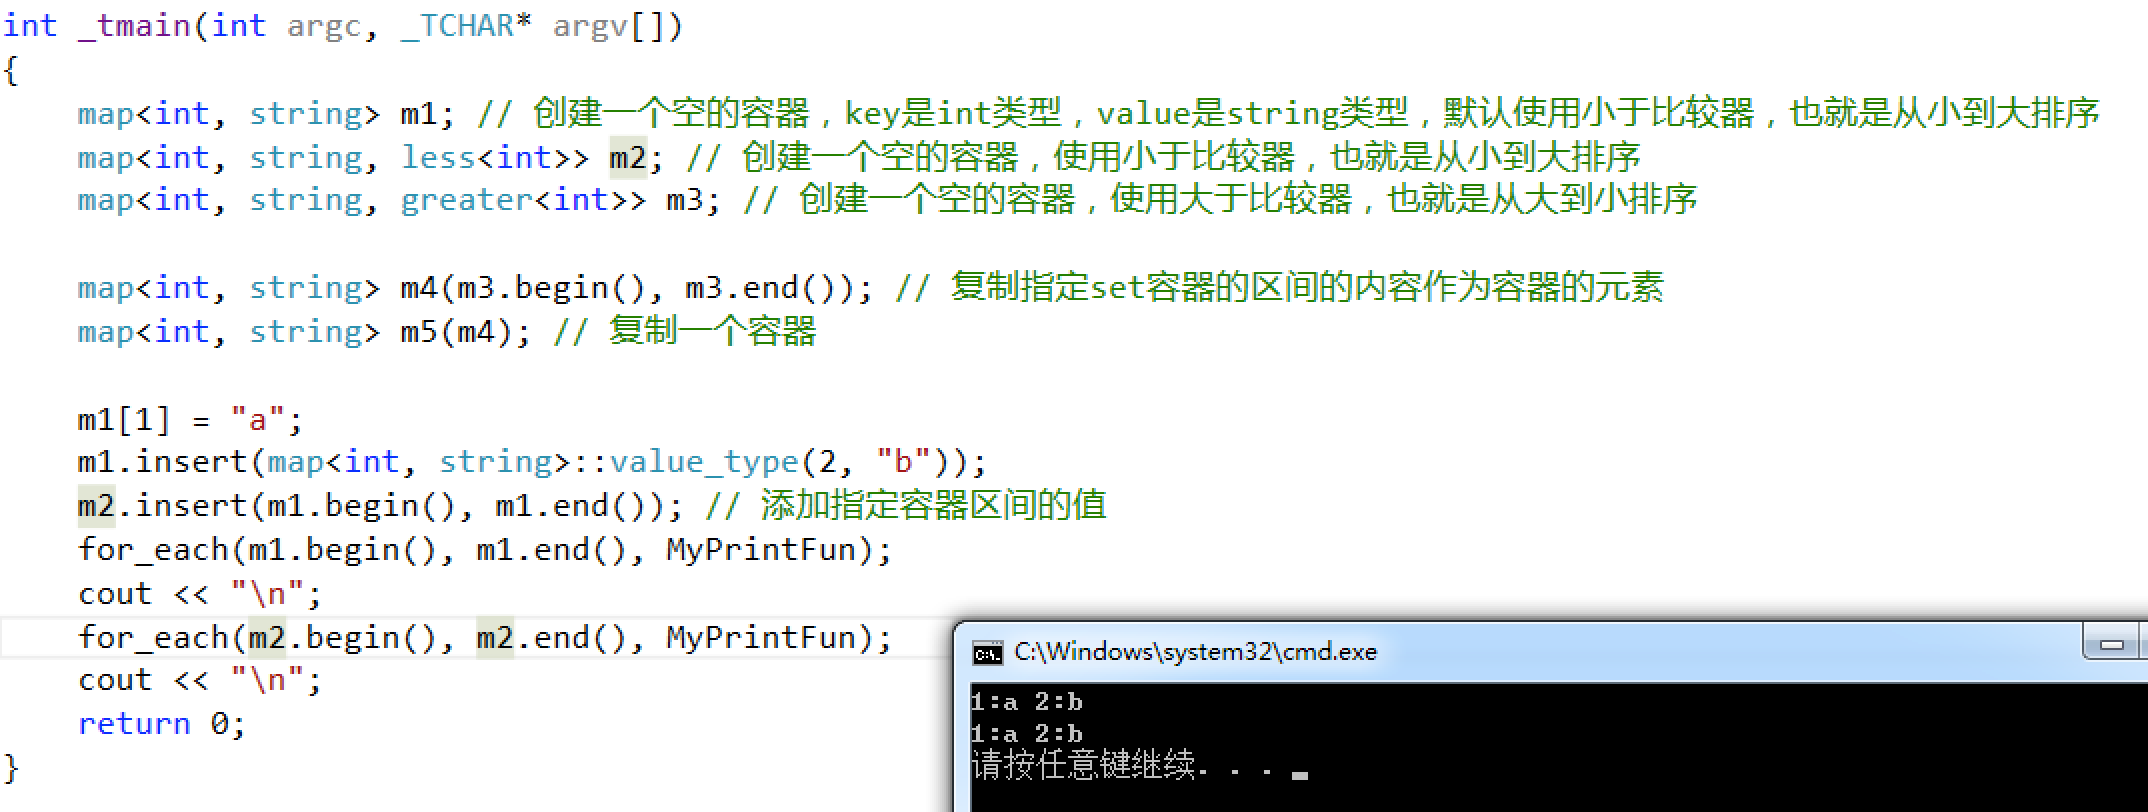 int _tmain(int argc, _TCHAR* argv[])
{
map<int, string> m1; // 创建一个空的容器，key是int类型，value是string类型，默认使用小于比较器，也就是从小到大排序
map<int, string, less<int>> m2; // 创建一个空的容器，使用小于比较器，也就是从小到大排序
map<int, string, greater<int>> m3; // 创建一个空的容器，使用大于比较器，也就是从大到小排序
map<int, string> m4(m3.begin(), m3.end()); // 复制指定set容器的区间的内容作为容器的元素
map<int, string> m5(m4); // 复制一个容器
m1[1] = "a";
m1.insert(map<int, string>::value_type(2, "b"));
m2.insert(m1.begin(), m1.end()); // 添加指定容器区间的值
for_each(m1.begin(), m1.end(), MyPrintFun);
cout << "\n";
for_each(m2.begin(), m2.end(), MyPrintFun);
cout << "\n";
return 0;
}
C:\Windows\system32\cmd.exe
1:a 2:b
1:a 2:b
请按任意键继续. . .